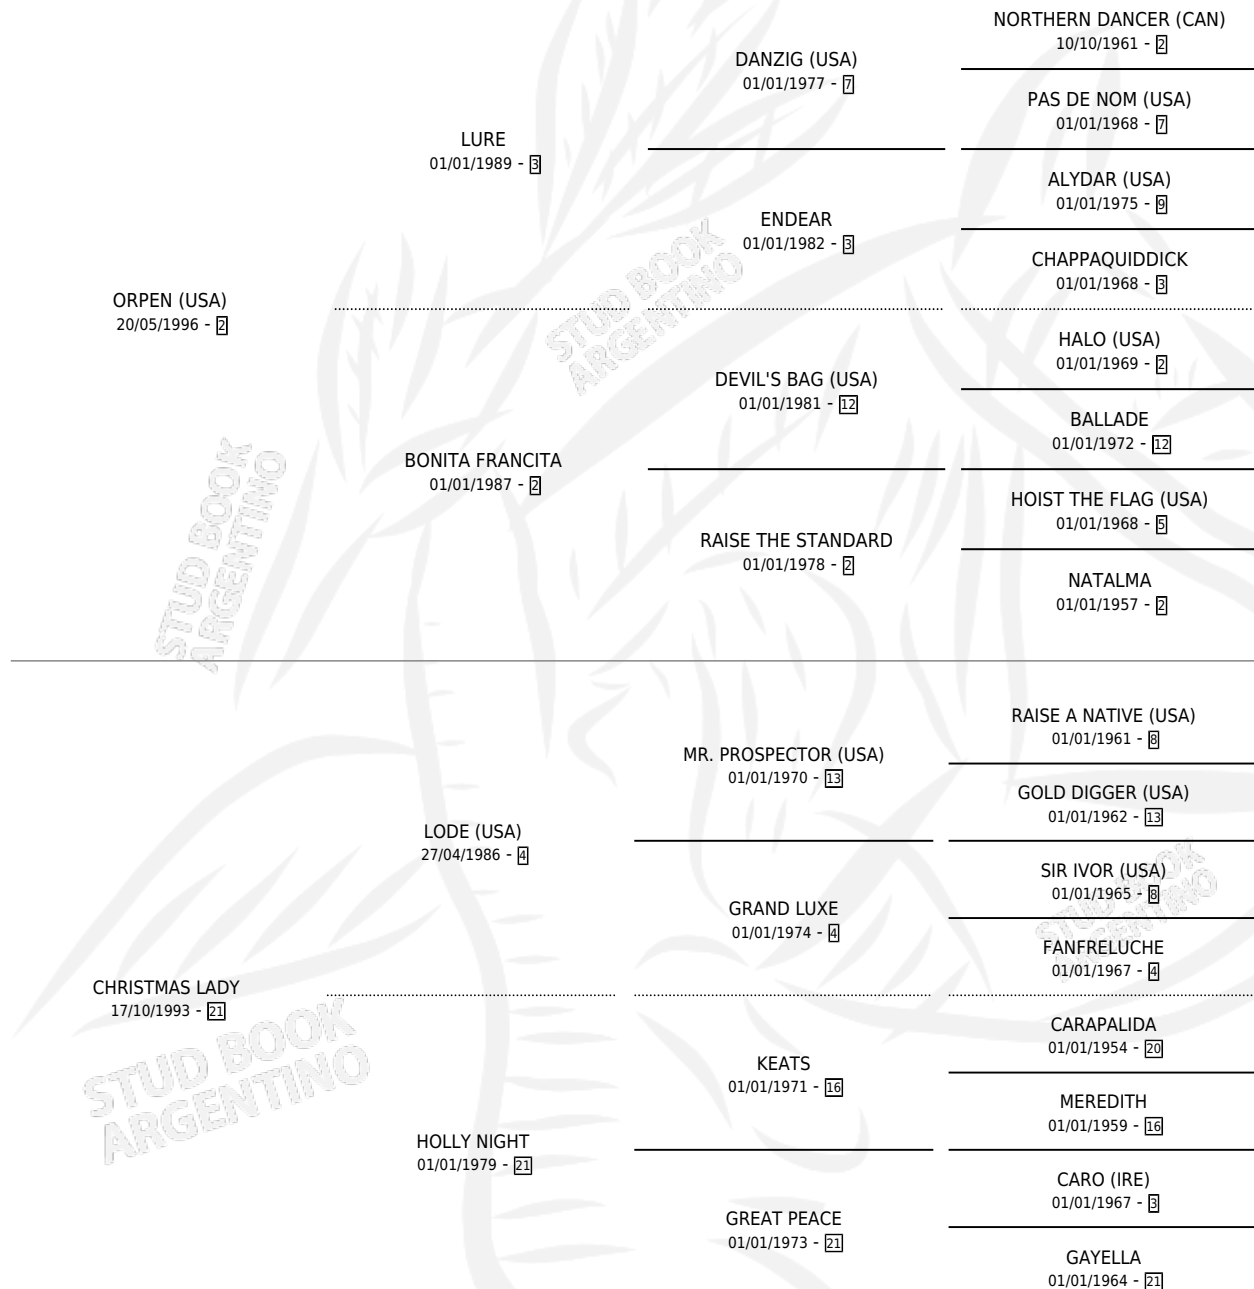 NORTHERN DANCER (CAN)
10/10/1961 - 2
DANZIG (USA)
01/01/1977 - 7
PAS DE NOM (USA)
01/01/1968 - 7
LURE
01/01/1989 - 3
ALYDAR (USA)
01/01/1975 - 9
ENDEAR
01/01/1982 - 3
CHAPPAQUIDDICK
01/01/1968 - 3
ORPEN (USA)
20/05/1996 - 2
STUD BOOK
ARGENTINO
HALO (USA)
01/01/1969 - 2
DEVIL'S BAG (USA)
01/01/1981 - 12
BALLADE
01/01/1972 - 12
BONITA FRANCITA
01/01/1987 - 2
HOIST THE FLAG (USA)
01/01/1968 - 5
RAISE THE STANDARD
01/01/1978 - 2
NATALMA
01/01/1957 - 2
STUD BOOK
ARGENTINO
RAISE A NATIVE (USA)
01/01/1961 - 8
MR. PROSPECTOR (USA)
01/01/1970 - 13
GOLD DIGGER (USA)
01/01/1962 - 13
LODE (USA)
27/04/1986 - 4
SIR IVOR (USA)
01/01/1965 - 8
GRAND LUXE
01/01/1974 - 4
FANFRELUCHE
01/01/1967 - 4
STUD BOOK
ARGENTINO
CHRISTMAS LADY
17/10/1993 - 21
CARAPALIDA
01/01/1954 - 20
KEATS
01/01/1971 - 16
MEREDITH
01/01/1959 - 16
STUD BOOK
ARGENTINO
HOLLY NIGHT
01/01/1979 - 21
CARO (IRE)
01/01/1967 - 3
GREAT PEACE
01/01/1973 - 21
GAYELLA
01/01/1964 - 21